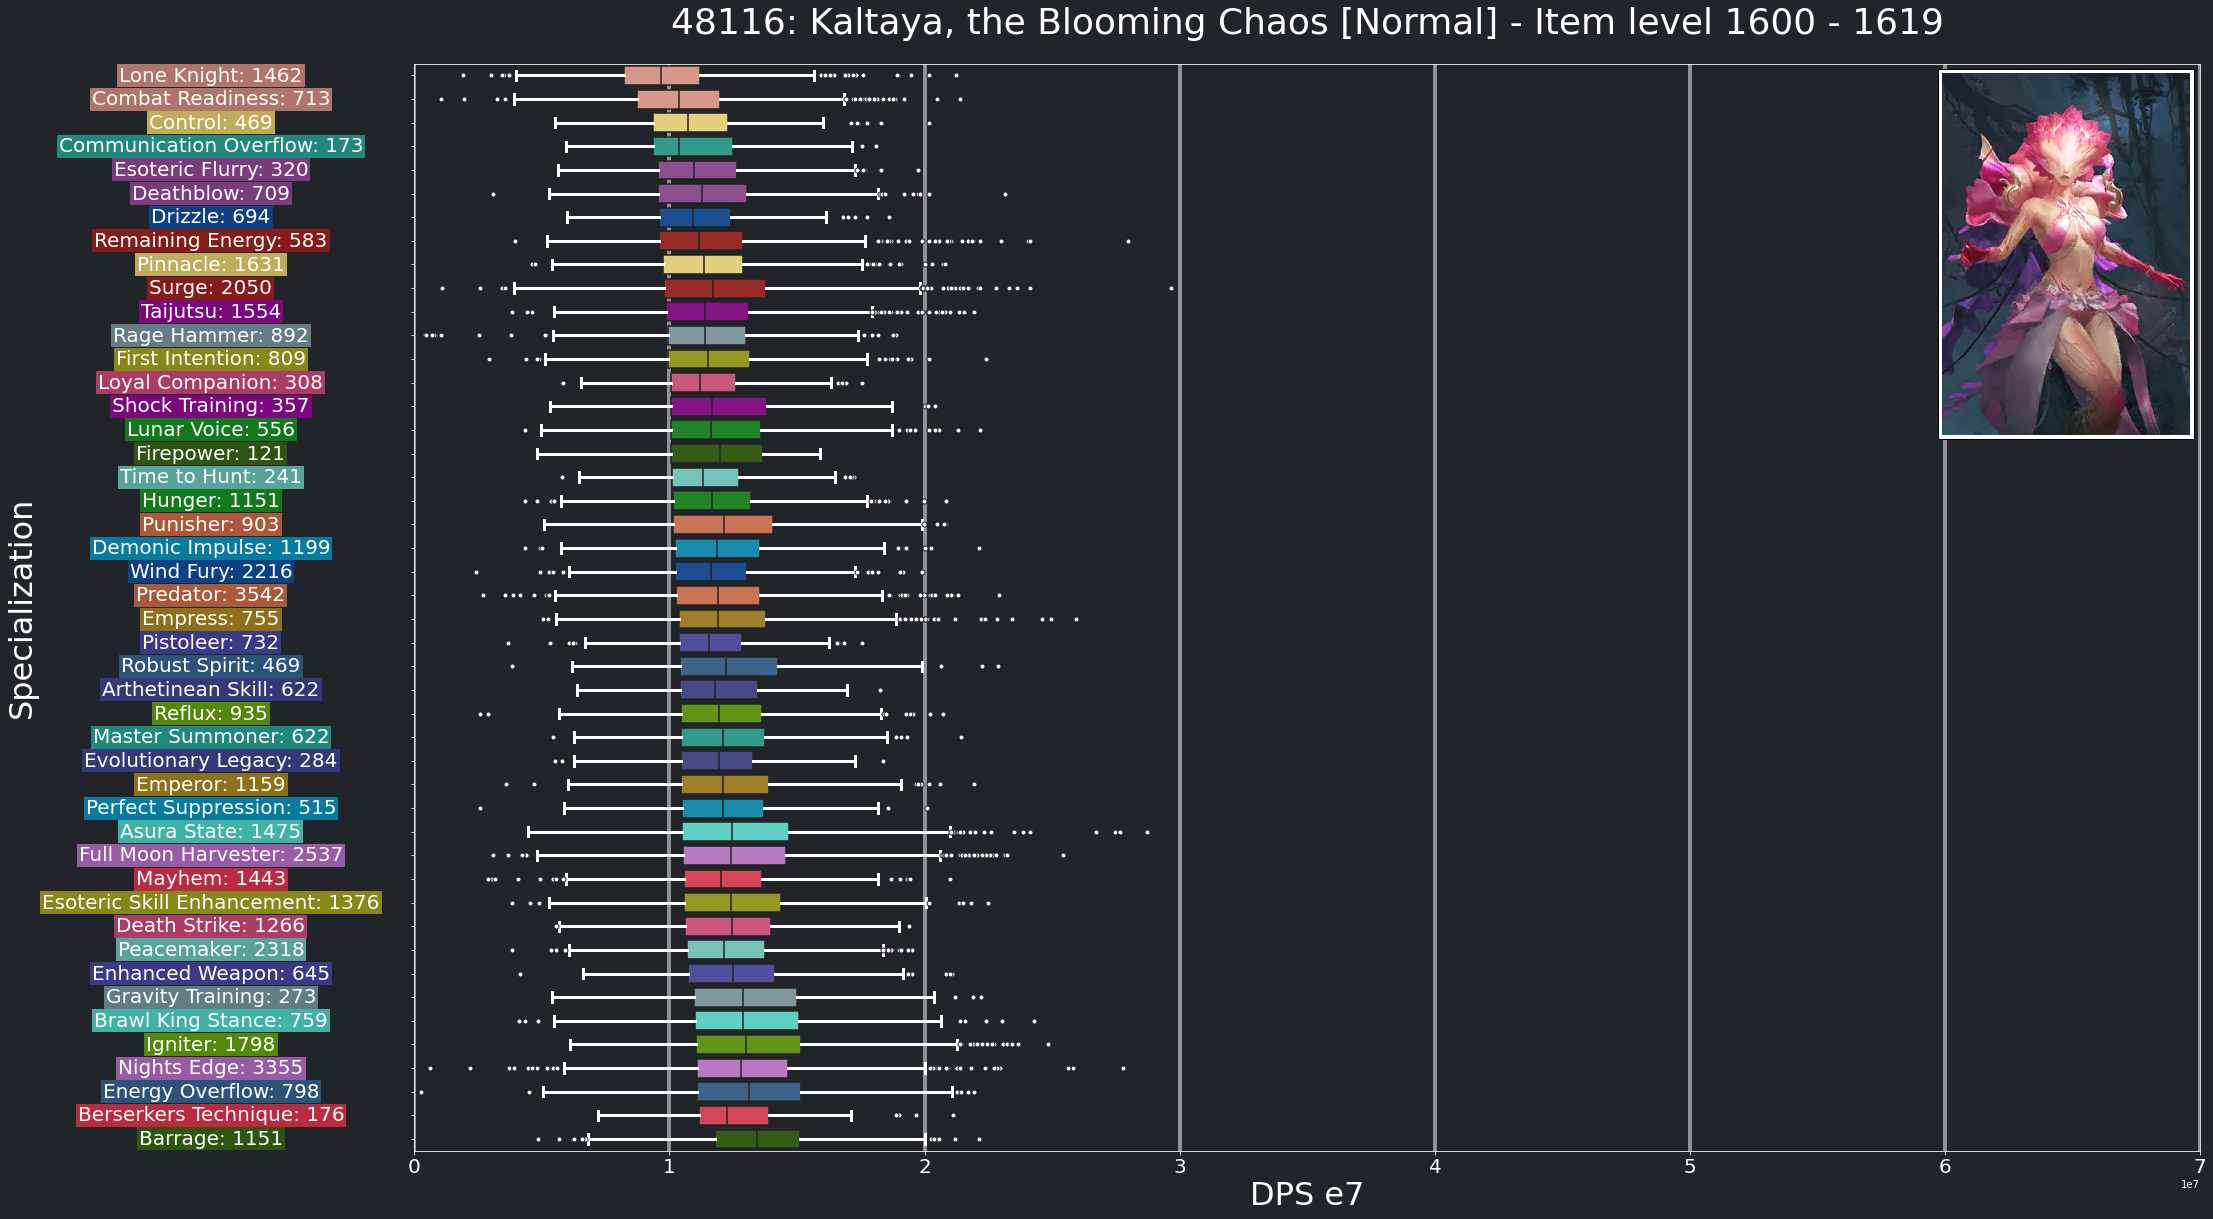 48116: Kaltaya, the Blooming Chaos [Normal] - Item level 1600 - 1619
Specialization
Lone Knight: 1462
Combat Readiness: 713
Control: 469
Communication Overflow: 173
Esoteric Flurry: 320
Deathblow: 709
Drizzle: 694
Remaining Energy: 583
Pinnacle: 1631
Surge: 2050
Taijutsu: 1554
Rage Hammer: 892
First Intention: 809
Loyal Companion: 308
Shock Training: 357
Lunar Voice: 556
Firepower: 121
Time to Hunt: 241
Hunger: 1151
Punisher: 903
Demonic Impulse: 1199
Wind Fury: 2216
Predator: 3542
Empress: 755
Pistoleer: 732
Robust Spirit: 469
Arthetinean Skill: 622
Reflux: 935
Master Summoner: 622
Evolutionary Legacy: 284
Emperor: 1159
Perfect Suppression: 515
Asura State: 1475
Full Moon Harvester: 2537
Mayhem: 1443
Esoteric Skill Enhancement: 1376
Death Strike: 1266
Peacemaker: 2318
Enhanced Weapon: 645
Gravity Training: 273
Brawl King Stance: 759
Igniter: 1798
Nights Edge: 3355
Energy Overflow: 798
Berserkers Technique: 176
Barrage: 1151
0 1 2 3 4 5 6 7
1e7
DPS e7